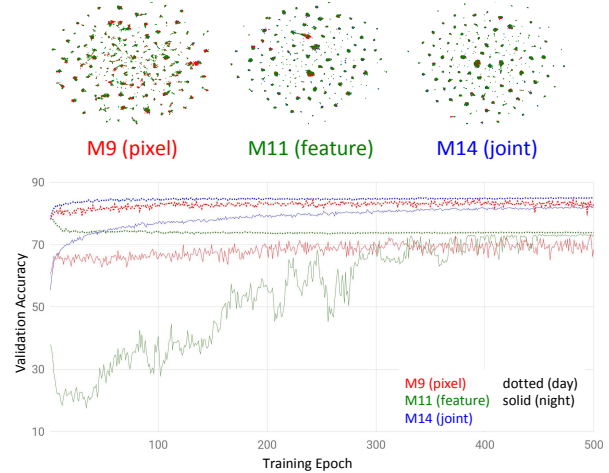 M9 (pixel) M11 (feature) M14 (joint)
90
70
50
30
10
Validation Accuracy
M9 (pixel) dotted (day)
M11 (feature) solid (night)
M14 (joint)
100 200 300 400 500
Training Epoch